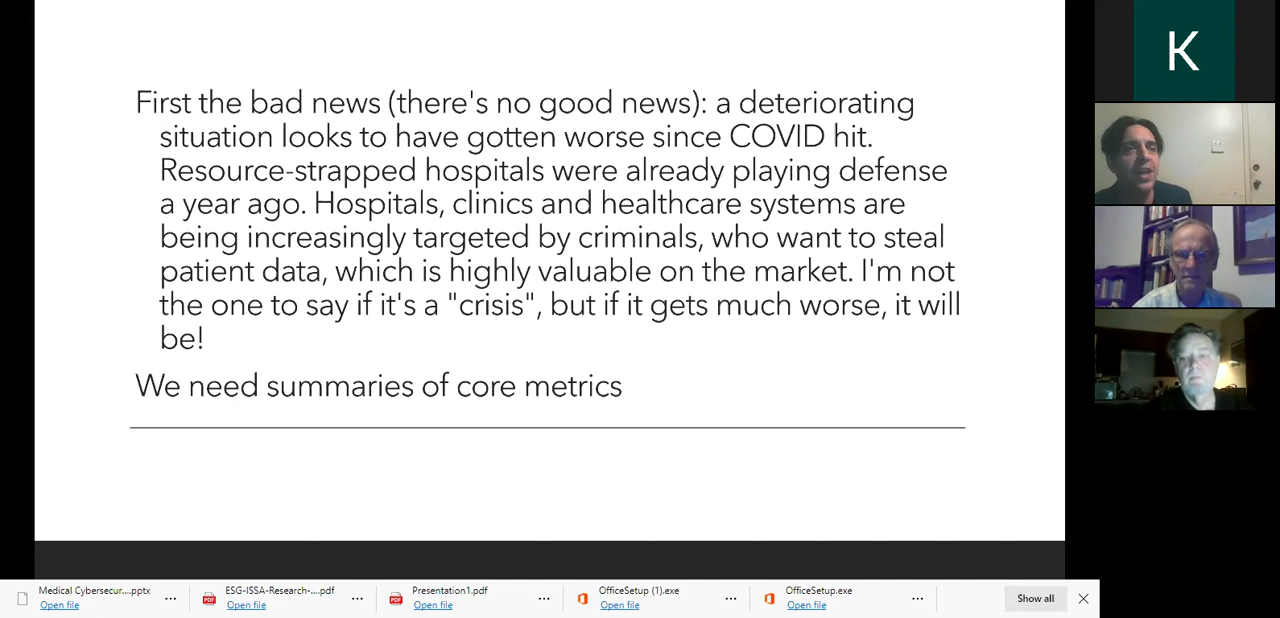 First the bad news (there's no good news): a deteriorating
situation looks to have gotten worse since COVID hit.
Resource-strapped hospitals were already playing defense
a year ago. Hospitals, clinics and healthcare systems are
being increasingly targeted by criminals, who want to steal
patient data, which is highly valuable on the market. I'm not
the one to say if it's a "crisis", but if it gets much worse, it will
be!
We need summaries of core metrics
K
Medical Cybersecur....pptx
Open file
ESG-ISSA-Research-....pdf
Open file
Presentation1.pdf
Open file
OfficeSetup (1).exe
Open file
OfficeSetup.exe
Open file
Show all
PDF
PDF